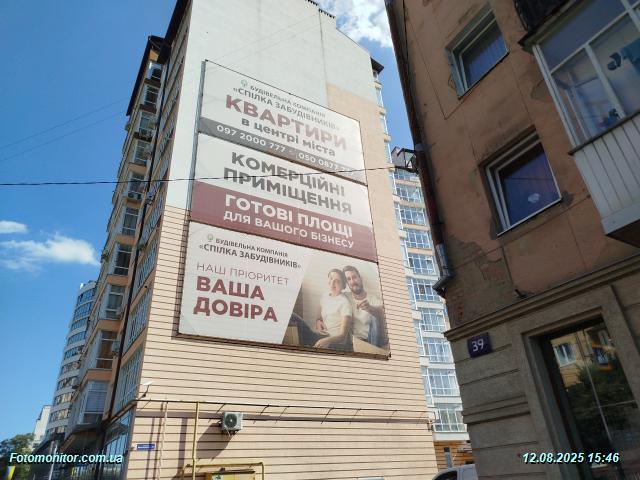 БУДІВЕЛЬНА КОМПАНІЯ
«СПІЛКА ЗАБУДІВНИКІВ»
КВАРТИРИ
в центрі міста
097 2000 777
КОМЕРЦІЙНІ
ПРИМІЩЕННЯ
ГОТОВІ ПЛОЩІ
ДЛЯ ВАШОГО БІЗНЕСУ
БУДІВЕЛЬНА КОМПАНІЯ
«СПІЛКА ЗАБУДІВНИКІВ»
НАШ ПРІОРИТЕТ
ВАША
ДОВІРА
39
Fotomonitor.com.ua
12.08.2025 15:46